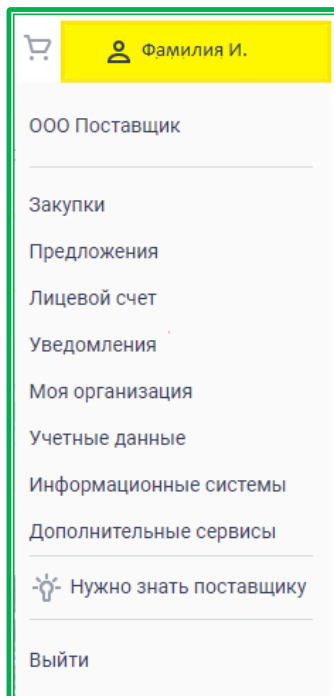 Фамилия И.
ООО Поставщик
Закупки
Предложения
Лицевой счет
Уведомления
Моя организация
Учетные данные
Информационные системы
Дополнительные сервисы
Нужно знать поставщику
Выйти